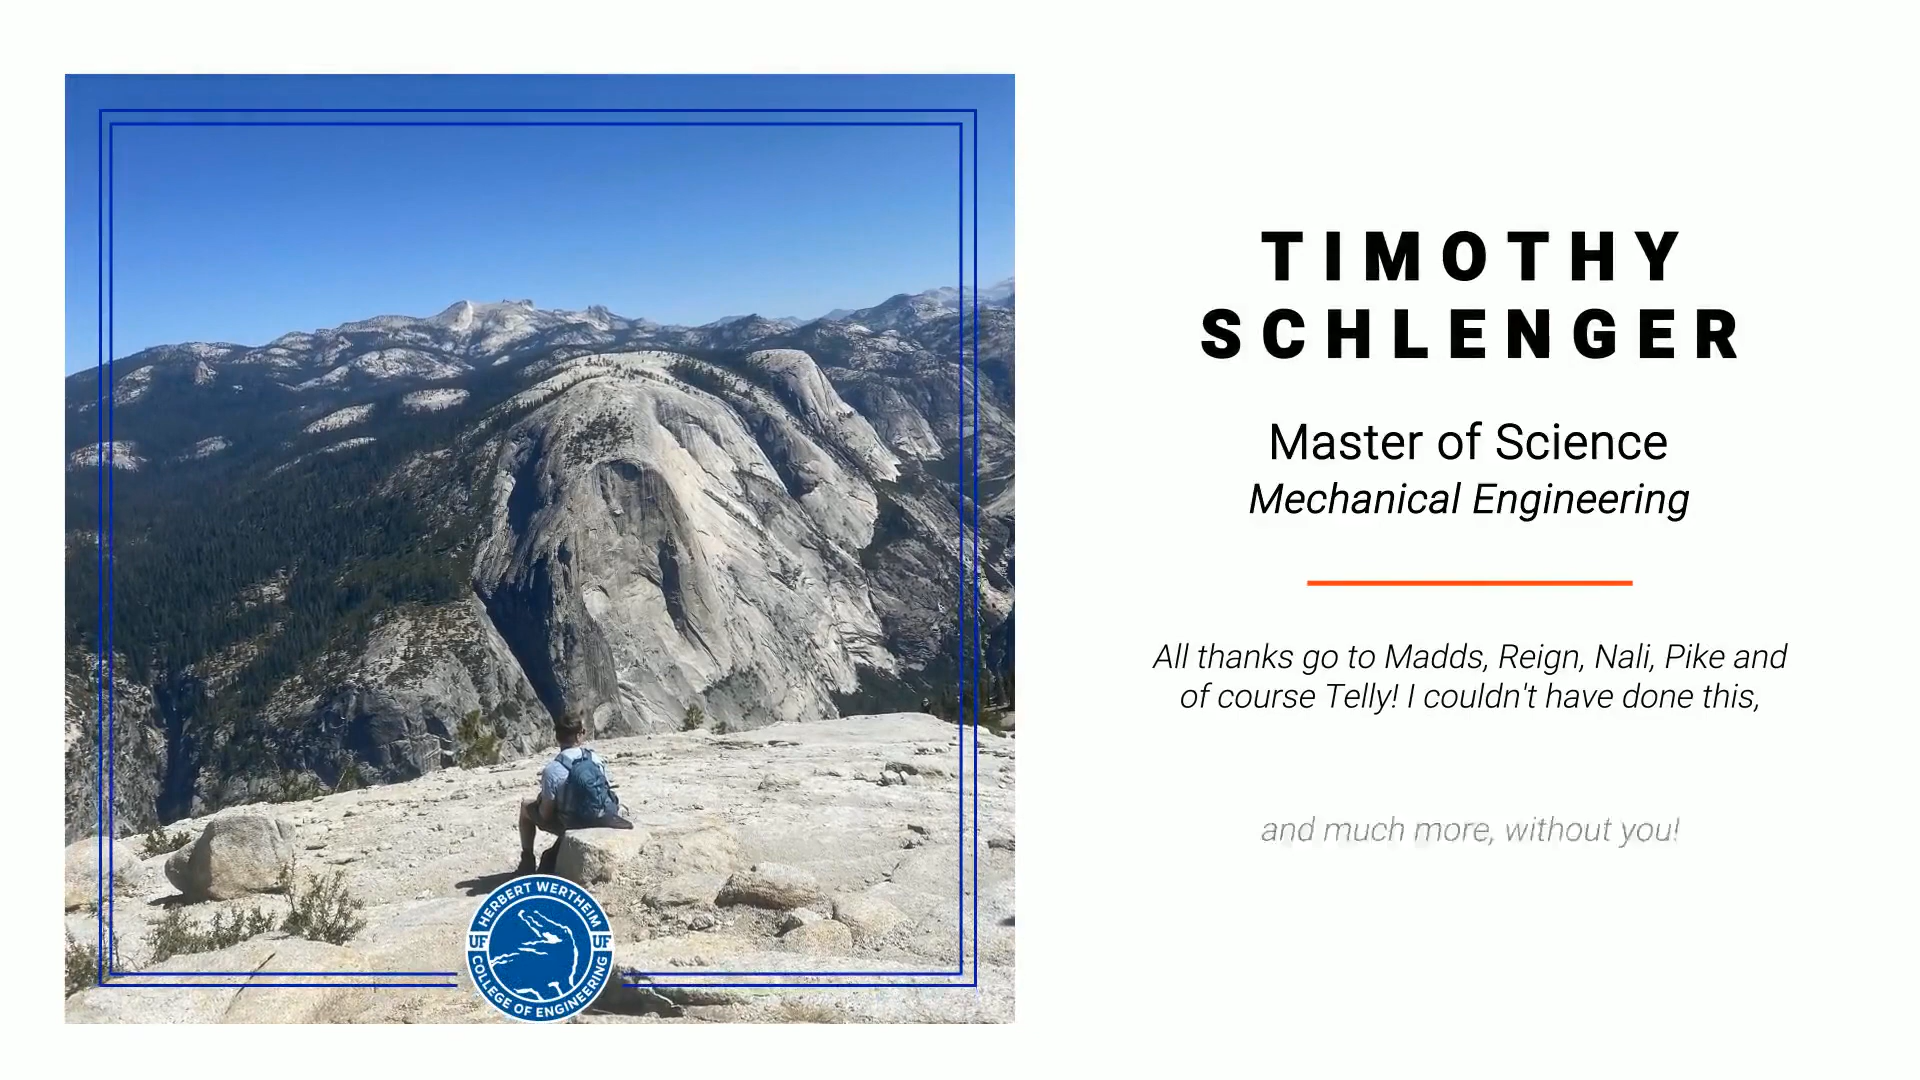 TIMOTHY
SCHLENGER
Master of Science
Mechanical Engineering
All thanks go to Madds, Reign, Nali, Pike and
of course Telly! I couldn't have done this,
and much more, without you!
HERBERT WERTHEIM
UF UF
COLLEGE OF ENGINEERING